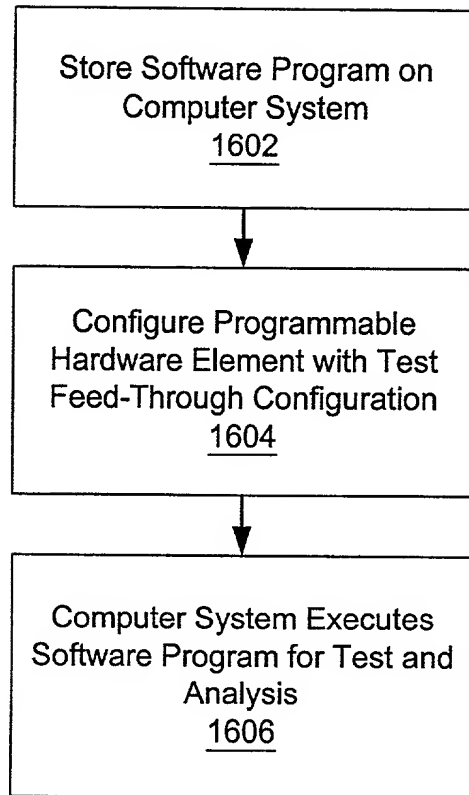 Store Software Program on
Computer System
1602
Configure Programmable
Hardware Element with Test
Feed-Through Configuration
1604
Computer System Executes
Software Program for Test and
Analysis
1606